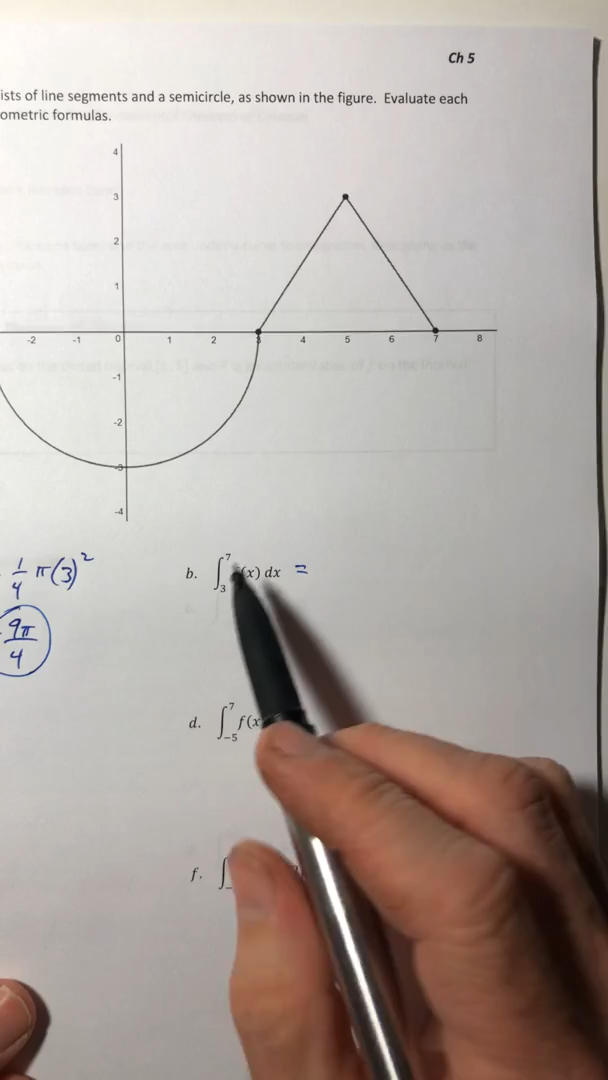 Ch 5
ists of line segments and a semicircle, as shown in the figure. Evaluate each
ometric formulas.
4
3
2
1
-2 -1 0 1 2 3 4 5 6 7 8
-1
-2
-3
-4
1/4 π(3)²
b. ∫₃⁷ (x) dx =
9π/4
d. ∫₋₅⁷ f(x
f. ∫